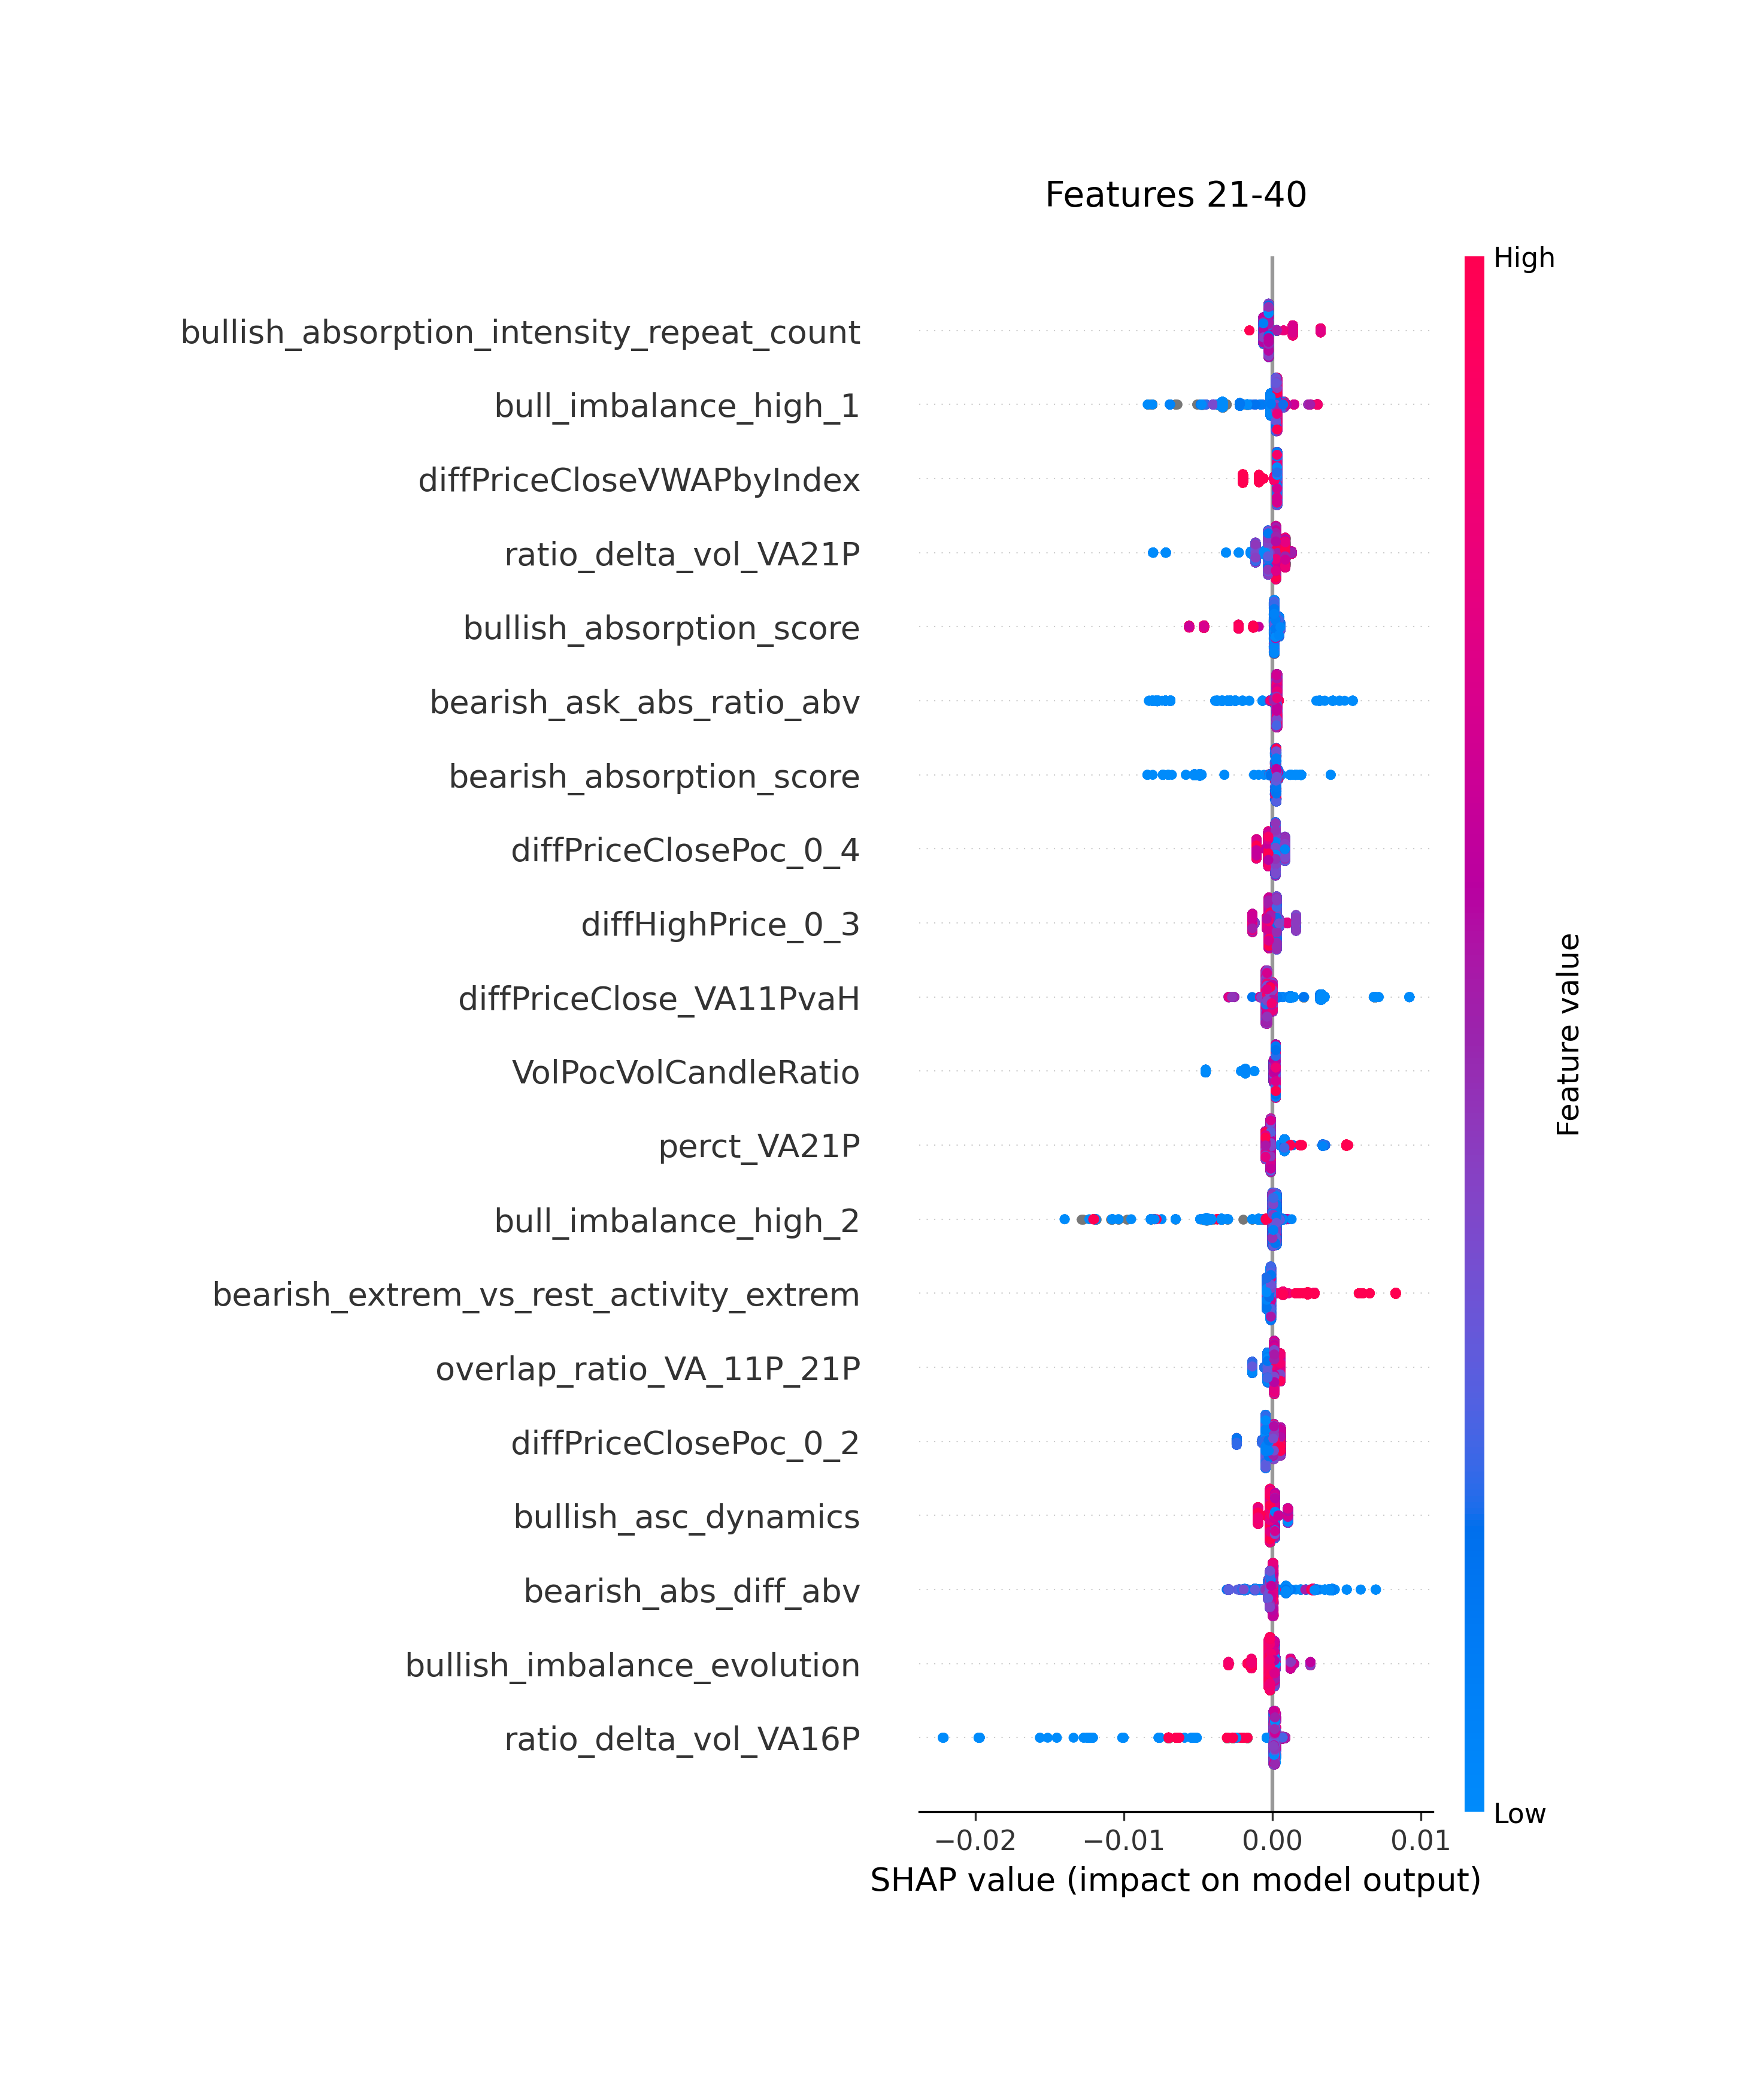 Features 21-40
High
bullish_absorption_intensity_repeat_count
bull_imbalance_high_1
diffPriceCloseVWAPbyIndex
ratio_delta_vol_VA21P
bullish_absorption_score
bearish_ask_abs_ratio_abv
bearish_absorption_score
diffPriceClosePoc_0_4
diffHighPrice_0_3
diffPriceClose_VA11PvaH
VolPocVolCandleRatio
perct_VA21P
bull_imbalance_high_2
bearish_extrem_vs_rest_activity_extrem
overlap_ratio_VA_11P_21P
diffPriceClosePoc_0_2
bullish_asc_dynamics
bearish_abs_diff_abv
bullish_imbalance_evolution
ratio_delta_vol_VA16P
Feature value
Low
−0.02 −0.01 0.00 0.01
SHAP value (impact on model output)